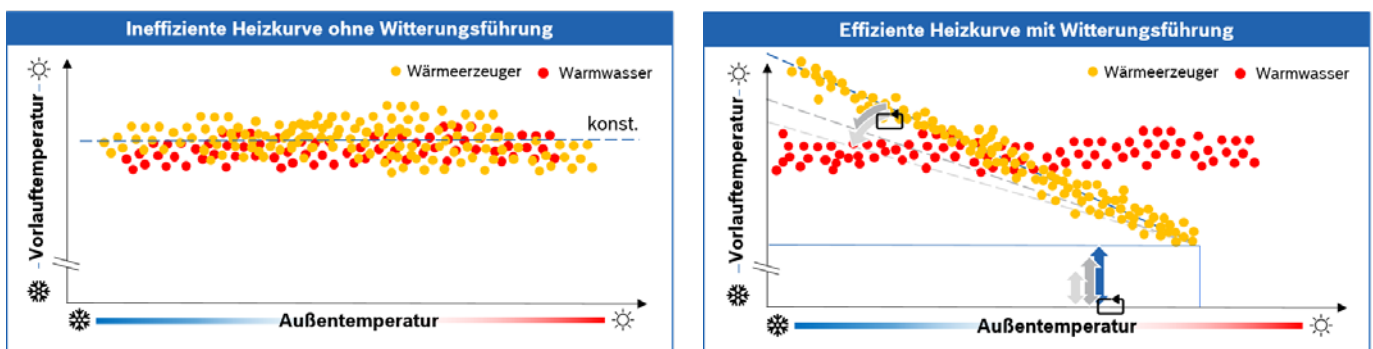 Ineffiziente Heizkurve ohne Witterungsführung
Wärmeerzeuger
Warmwasser
konst.
Vorlauftemperatur
Außentemperatur
Effiziente Heizkurve mit Witterungsführung
Wärmeerzeuger
Warmwasser
Vorlauftemperatur
Außentemperatur